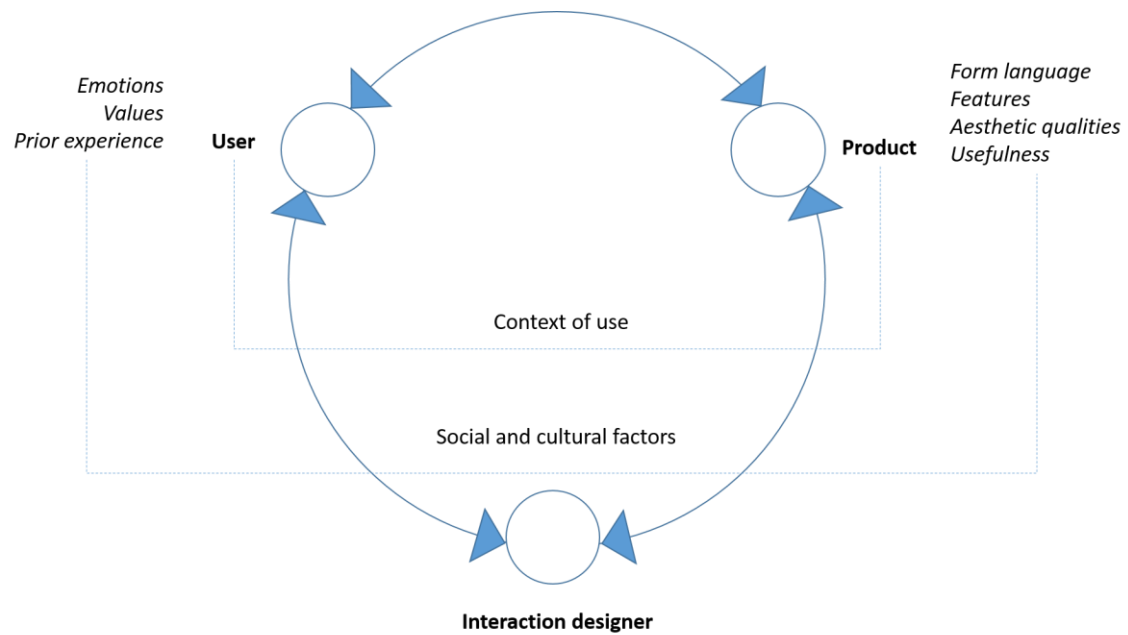 Emotions
Values
Prior experience
User
Product
Form language
Features
Aesthetic qualities
Usefulness
Context of use
Social and cultural factors
Interaction designer